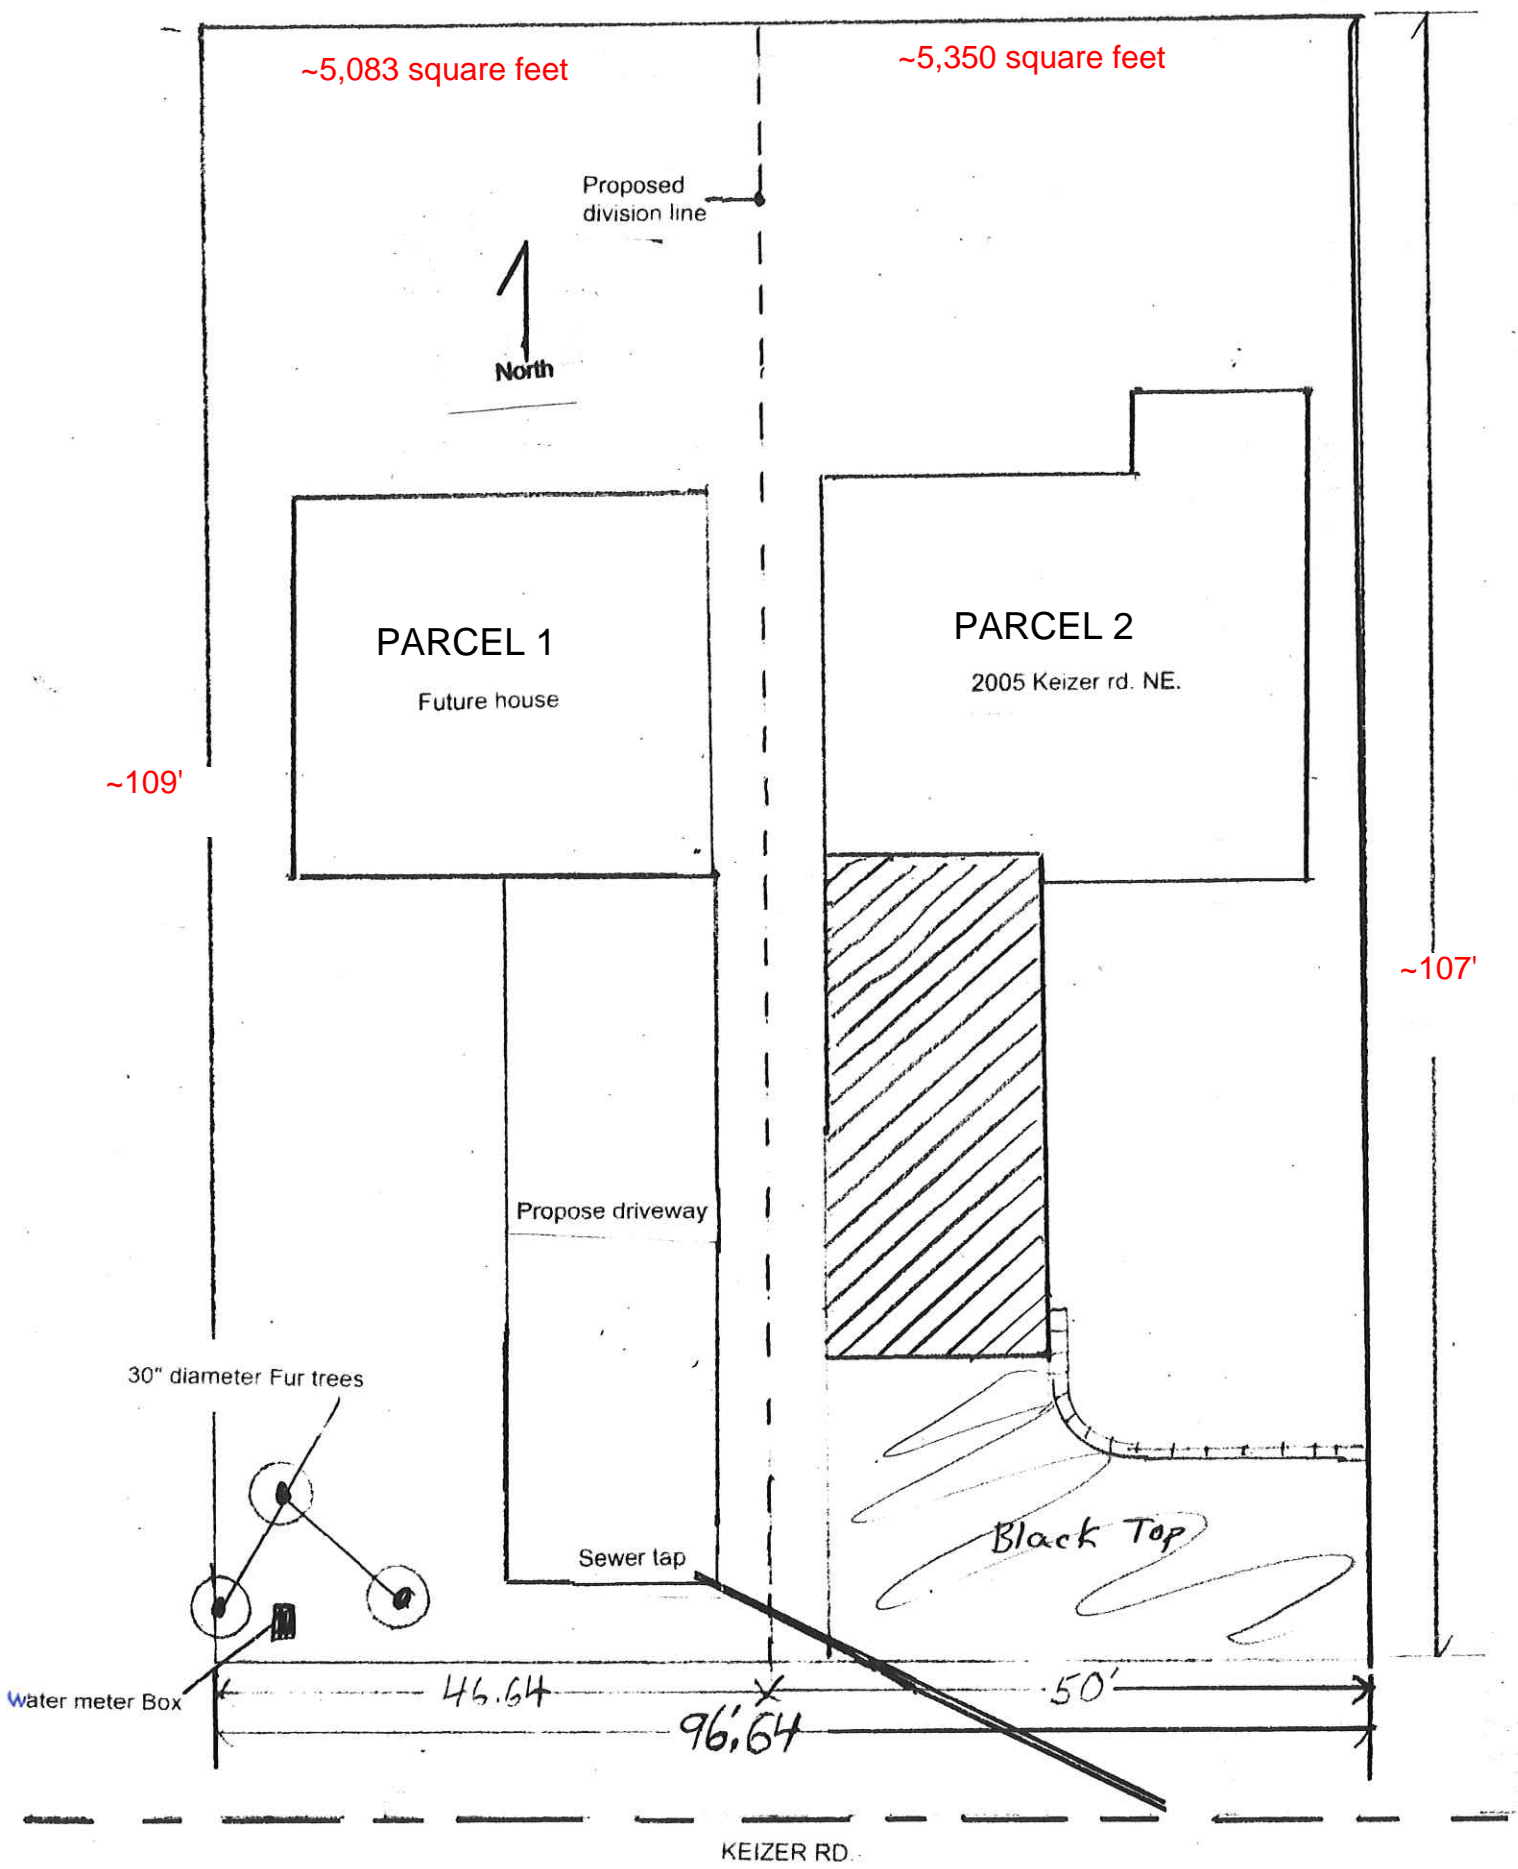 ~5,083 square feet
~5,350 square feet
Proposed
division line
North
PARCEL 1
Future house
PARCEL 2
2005 Keizer rd. NE.
~109'
~107'
Propose driveway
30" diameter Fur trees
Black Top
Sewer tap
Water meter Box
46.64
50'
96.64
KEIZER RD.